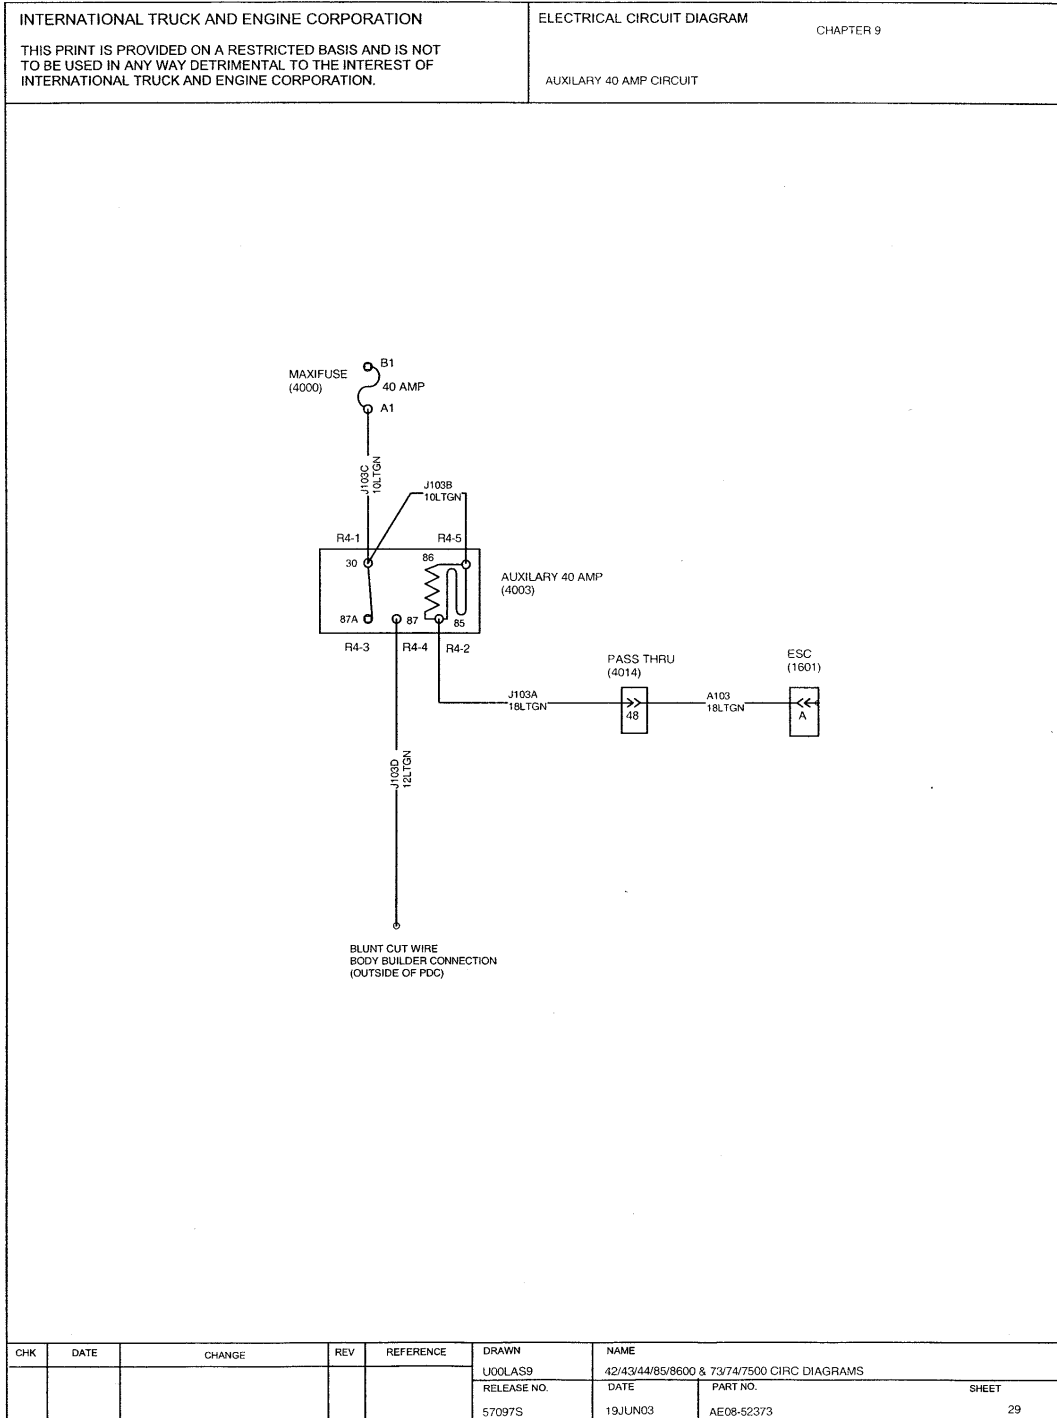 INTERNATIONAL TRUCK AND ENGINE CORPORATION
THIS PRINT IS PROVIDED ON A RESTRICTED BASIS AND IS NOT
TO BE USED IN ANY WAY DETRIMENTAL TO THE INTEREST OF
INTERNATIONAL TRUCK AND ENGINE CORPORATION.
ELECTRICAL CIRCUIT DIAGRAM
CHAPTER 9
AUXILARY 40 AMP CIRCUIT
B1
MAXIFUSE
(4000)
40 AMP
A1
J103C
10LTGN
J103B
10LTGN
R4-1
R4-5
30
86
AUXILARY 40 AMP
(4003)
87A
87
85
R4-3
R4-4
R4-2
PASS THRU
(4014)
ESC
(1601)
J103A
18LTGN
48
A103
18LTGN
A
J103D
12LTGN
BLUNT CUT WIRE
BODY BUILDER CONNECTION
(OUTSIDE OF PDC)
CHK
DATE
CHANGE
REV
REFERENCE
DRAWN
U00LAS9
NAME
42/43/44/85/8600 & 73/74/7500 CIRC DIAGRAMS
RELEASE NO.
57097S
DATE
19JUN03
PART NO.
AE08-52373
SHEET
29